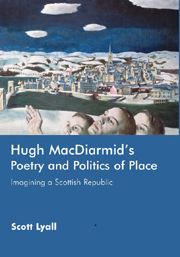 Hugh MacDiarmid's
Poetry and Politics of Place
Imagining a Scottish Republic
Scott Lyall